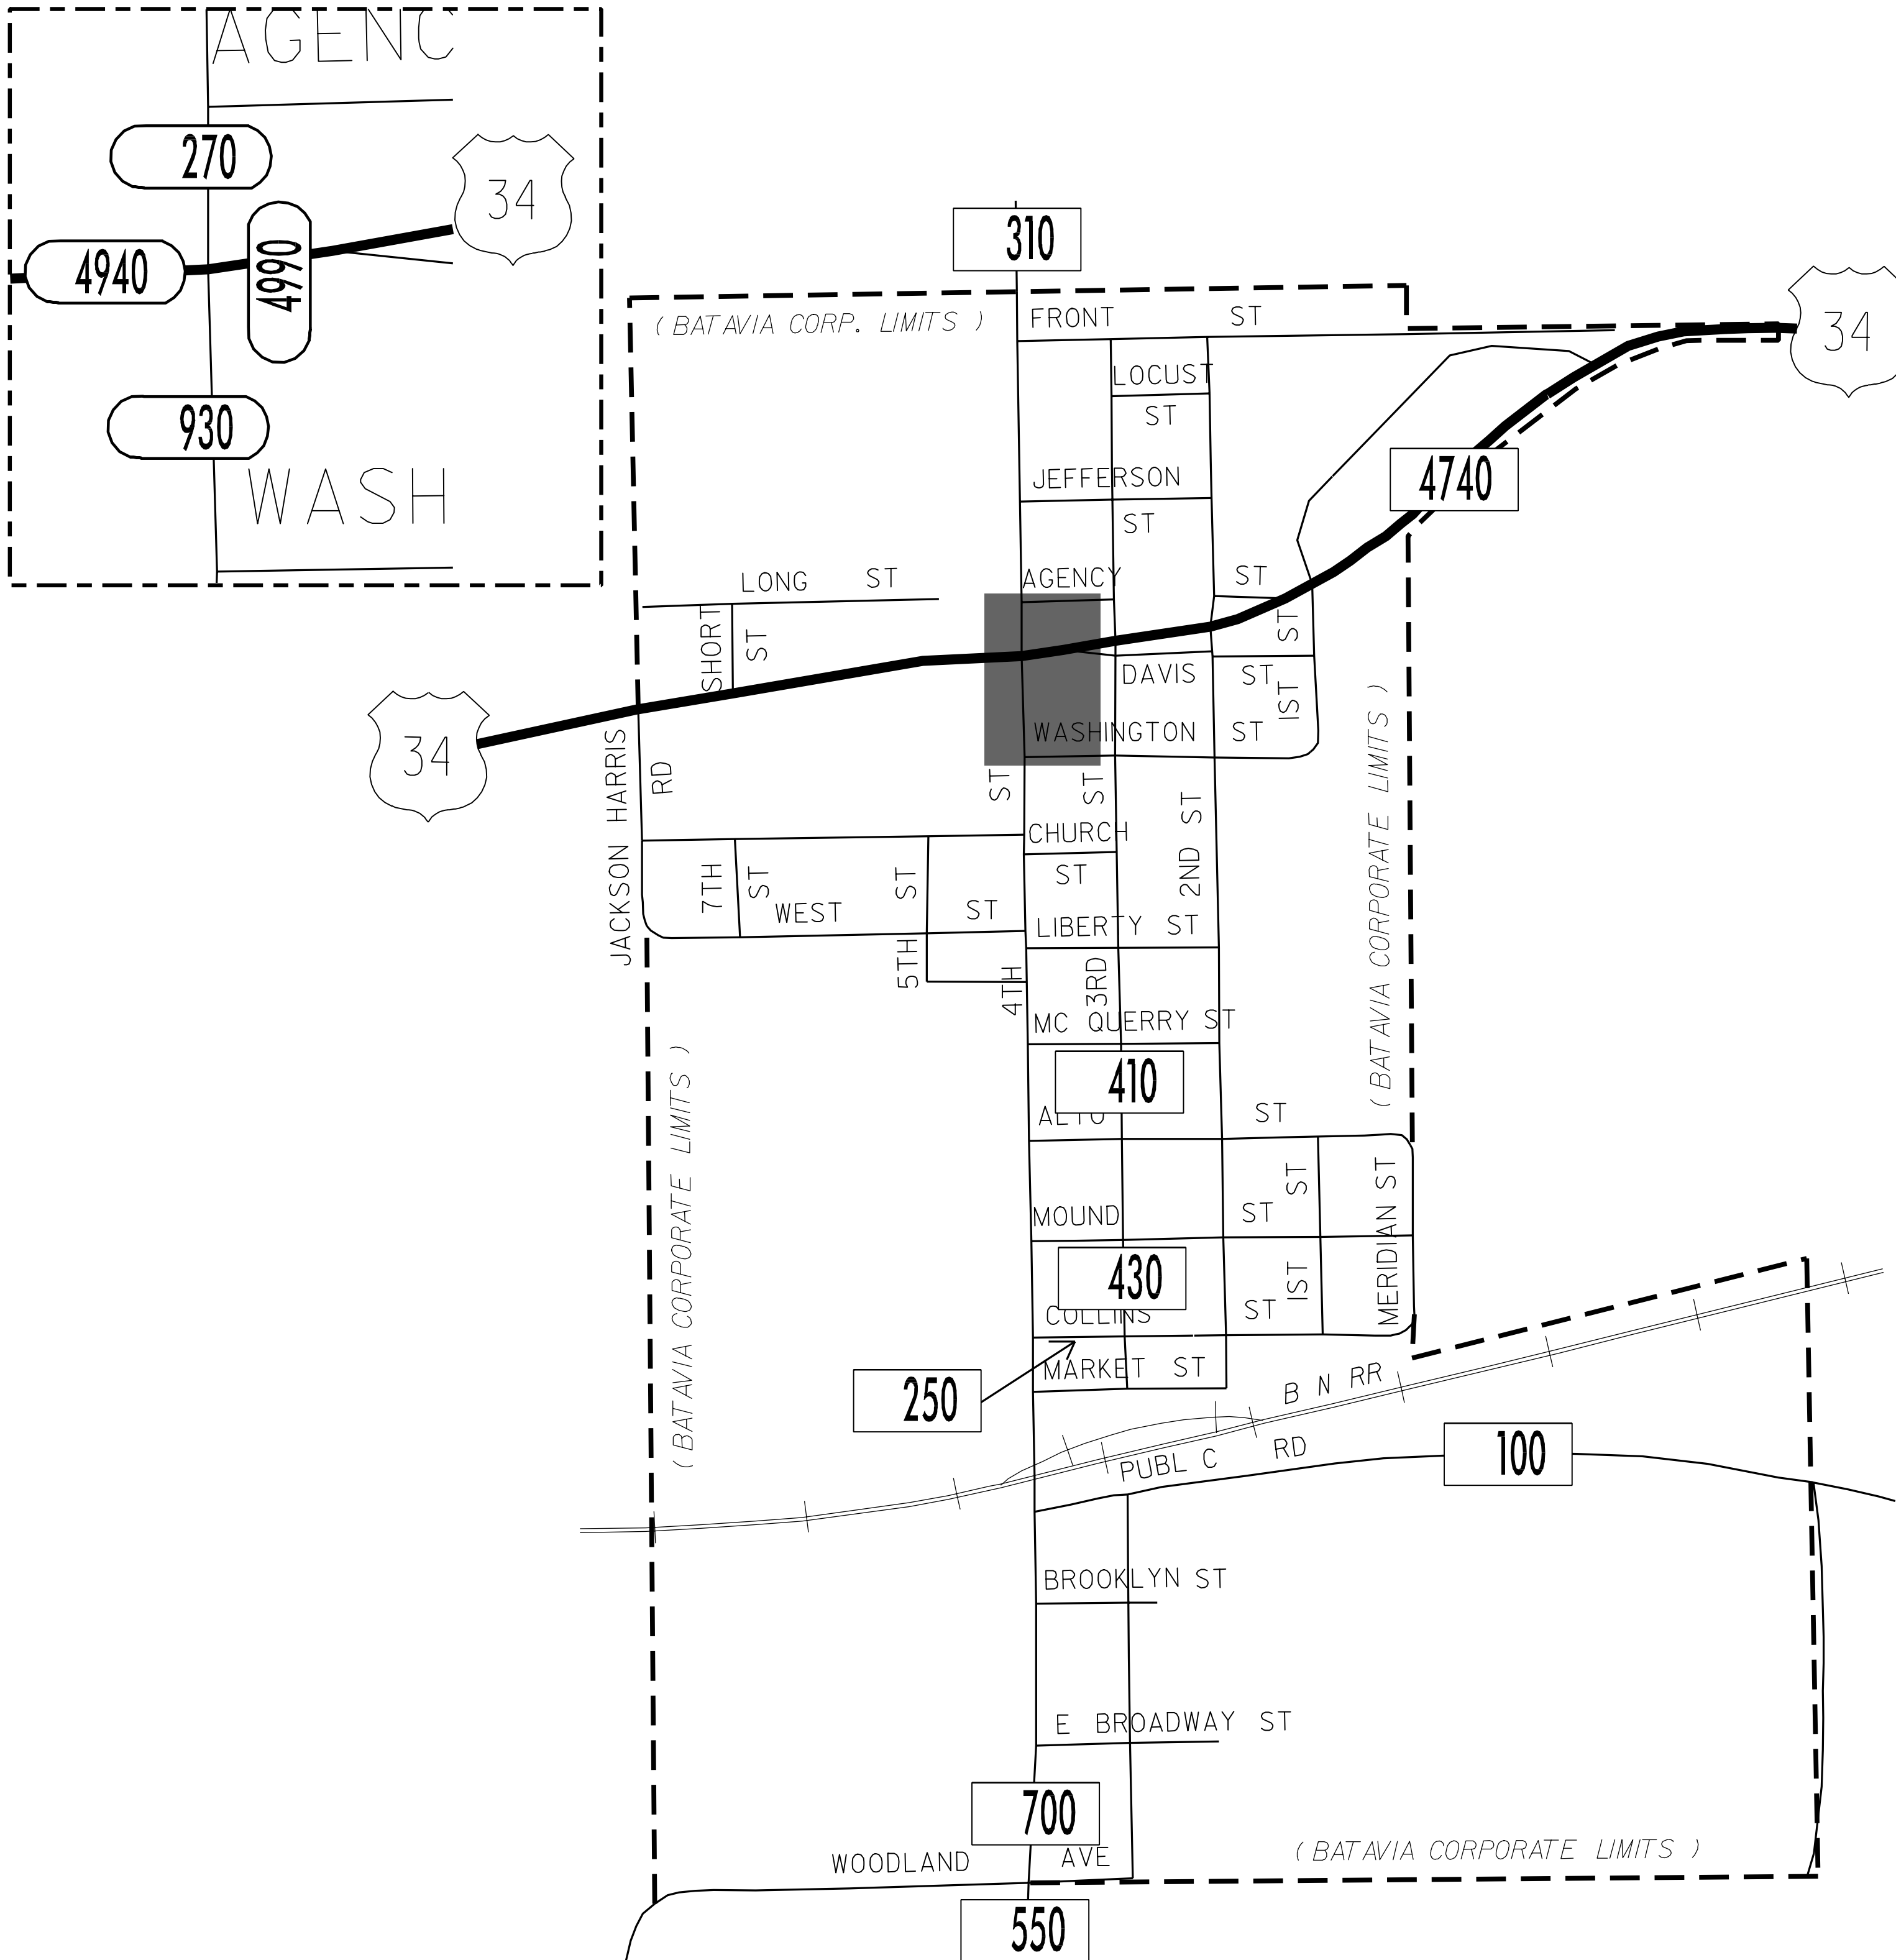 AGENC
270
34
4940
4990
930
WASH
310
( BATAVIA CORP. LIMITS )
FRONT ST
34
LOCUST
ST
4740
JEFFERSON
ST
LONG ST
AGENCY ST
SHORT
ST
ST
DAVIS ST
IST
WASHINGTON ST
34
JACKSON HARRIS
RD
ST
ST
2ND ST
( BATAVIA CORPORATE LIMITS )
CHURCH
ST
7TH
ST
ST
WEST ST
LIBERTY ST
5TH
4TH
3RD
MC QUERRY ST
410
ALTO ST
( BATAVIA CORPORATE LIMITS )
ST
MERIDIAN ST
MOUND ST
430
IST
COLLINS ST
MARKET ST
250
B N RR
PUBL C RD
100
BROOKLYN ST
E BROADWAY ST
700
WOODLAND AVE
( BATAVIA CORPORATE LIMITS )
550